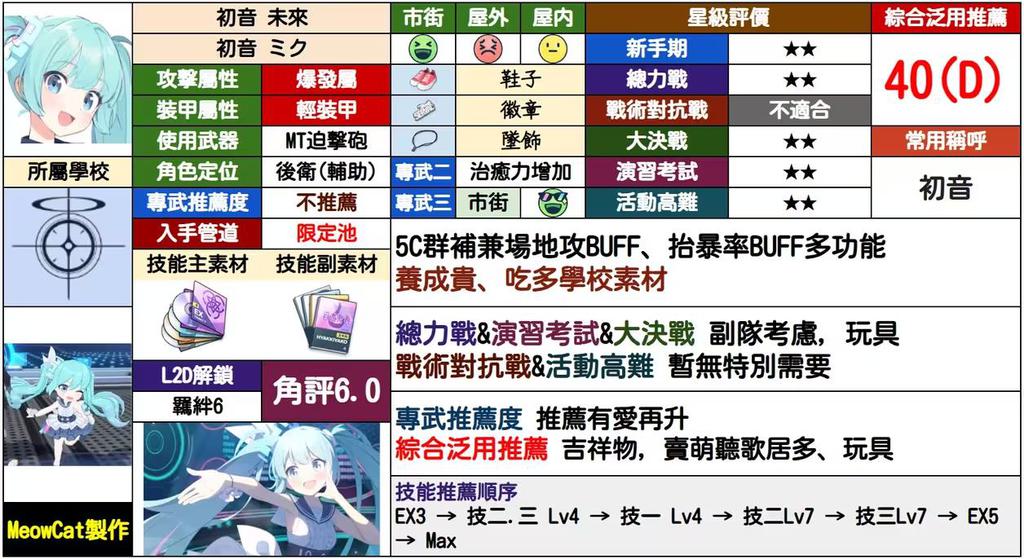 初音 未來
市街 屋外 屋內
星級評價
綜合泛用推薦
初音 ミク
新手期 ★★
40(D)
攻擊屬性 爆發屬
鞋子
總力戰 ★★
裝甲屬性 輕裝甲
徽章
戰術對抗戰 不適合
使用武器 MT迫擊砲
墜飾
大決戰 ★★
常用稱呼
所屬學校
角色定位 後衛(輔助)
專武二 治癒力增加
演習考試 ★★
初音
專武推薦度 不推薦
專武三 市街
活動高難 ★★
入手管道 限定池
5C群補兼場地攻BUFF、抬暴率BUFF多功能
養成貴、吃多學校素材
技能主素材 技能副素材
EX
HYAKKIYAKO
總力戰&演習考試&大決戰 副隊考慮, 玩具
戰術對抗戰&活動高難 暫無特別需要
L2D解鎖
羈絆6
角評6.0
專武推薦度 推薦有愛再升
綜合泛用推薦 吉祥物, 賣萌聽歌居多、玩具
技能推薦順序
EX3 → 技二.三 Lv4 → 技一 Lv4 → 技二Lv7 → 技三Lv7 → EX5
→ Max
MeowCat製作